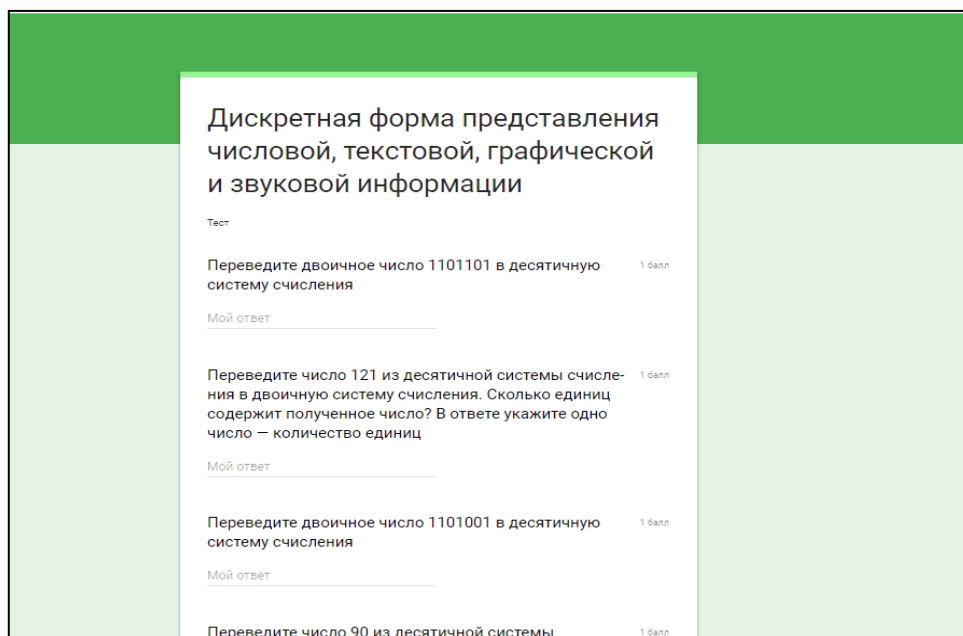 Дискретная форма представления
числовой, текстовой, графической
и звуковой информации
Тест
Переведите двоичное число 1101101 в десятичную
систему счисления
1 балл
Мой ответ
Переведите число 121 из десятичной системы счисле-
ния в двоичную систему счисления. Сколько единиц
содержит полученное число? В ответе укажите одно
число — количество единиц
1 балл
Мой ответ
Переведите двоичное число 1101001 в десятичную
систему счисления
1 балл
Мой ответ
Переведите число 90 из десятичной системы
1 балл